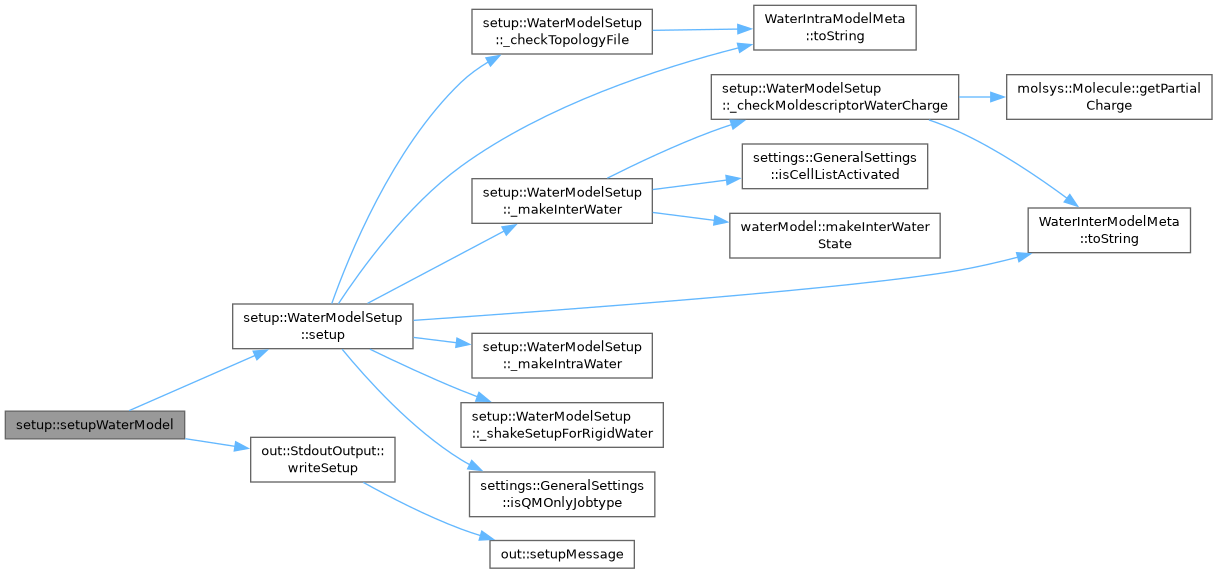 setup::WaterModelSetup
::_checkTopologyFile
WaterIntraModelMeta
::toString
setup::WaterModelSetup
::_checkMoldescriptorWaterCharge
molsys::Molecule::getPartial
Charge
settings::GeneralSettings
::isCellListActivated
setup::WaterModelSetup
::_makeInterWater
waterModel::makeInterWater
State
WaterInterModelMeta
::toString
setup::WaterModelSetup
::setup
setup::WaterModelSetup
::_makeIntraWater
setup::setupWaterModel
setup::WaterModelSetup
::_shakeSetupForRigidWater
out::StdoutOutput::
writeSetup
settings::GeneralSettings
::isQMOnlyJobtype
out::setupMessage